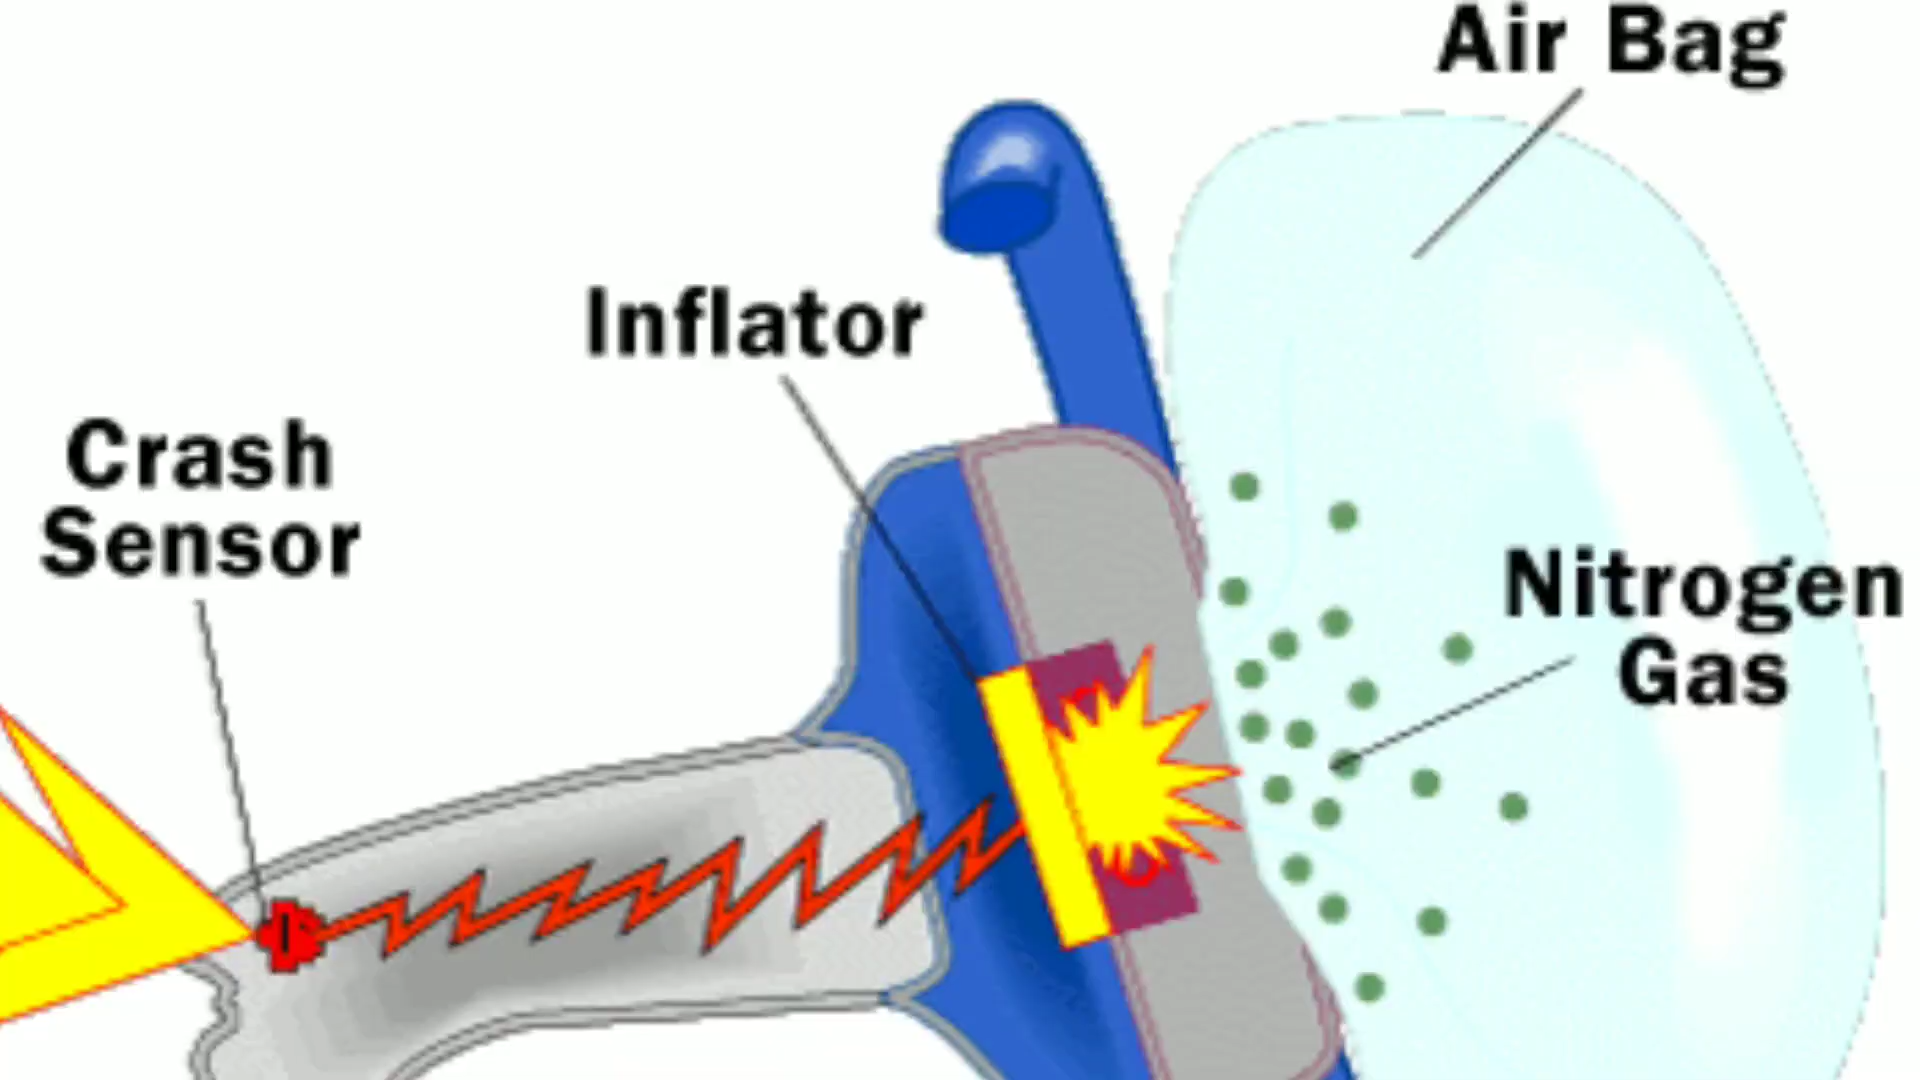 Air Bag
Inflator
Crash
Sensor
Nitrogen
Gas